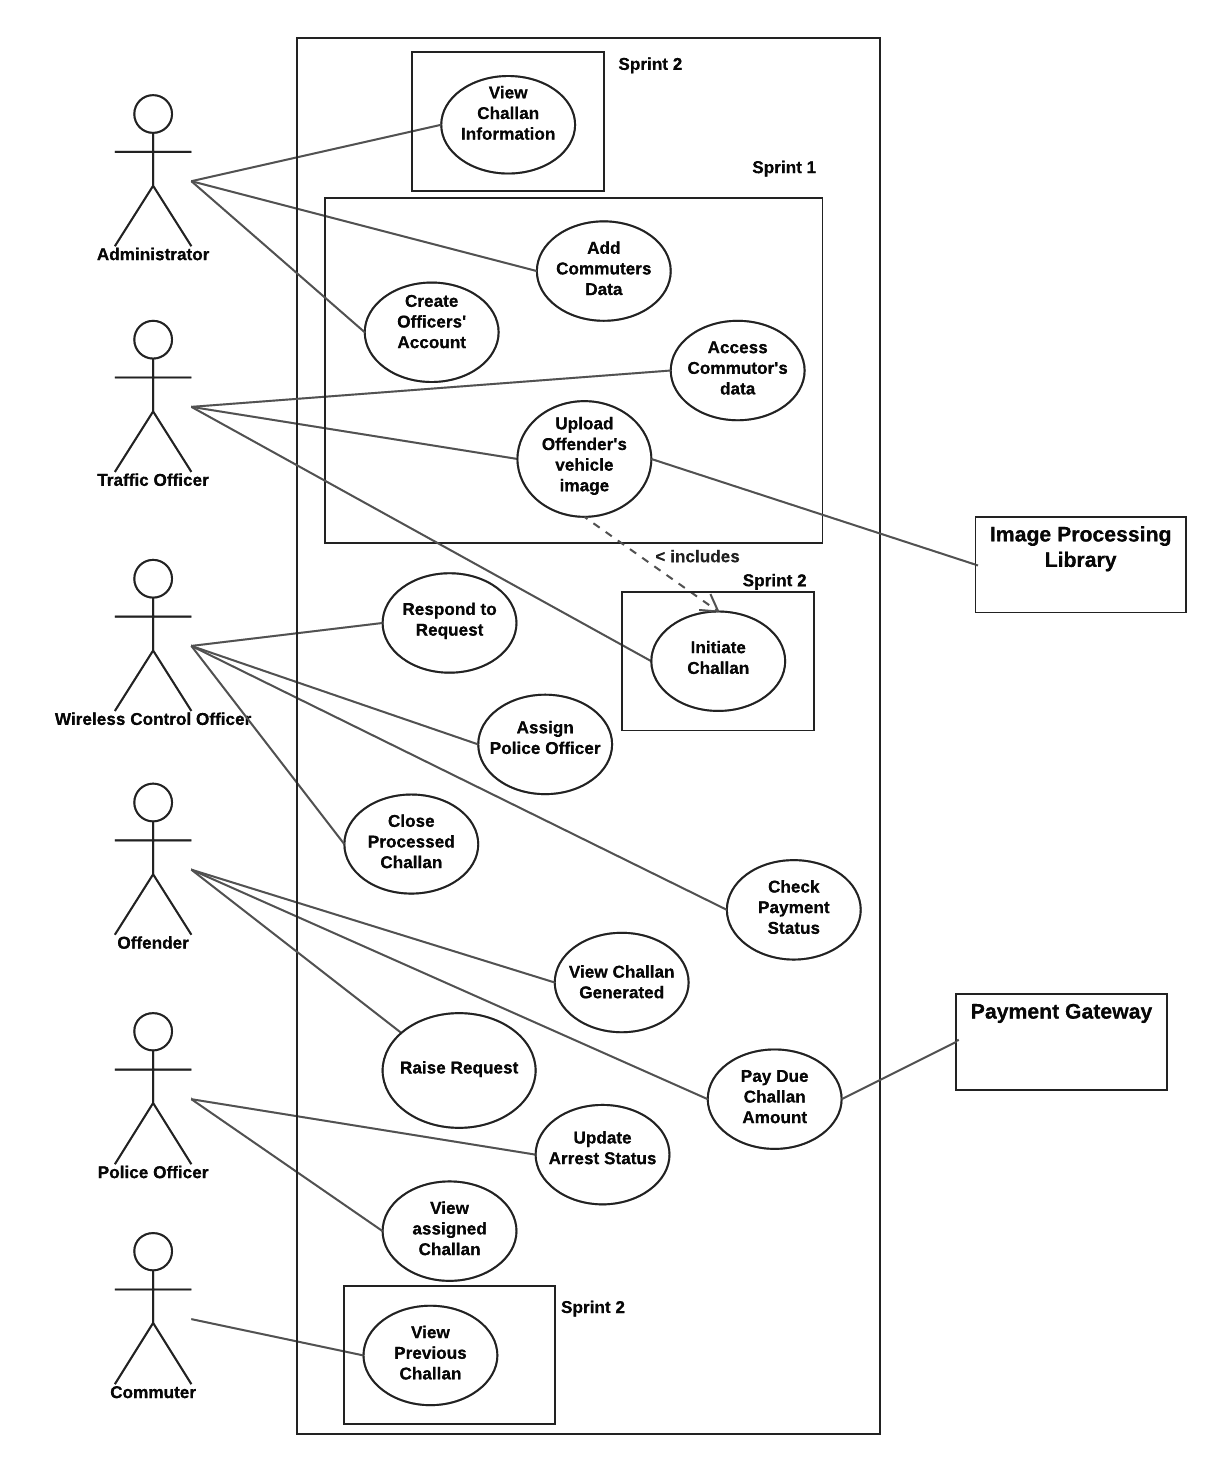 Sprint 2
View
Challan
Information
Sprint 1
Administrator
Add
Commuters
Data
Create
Officers'
Account
Access
Commutor's
data
Upload
Offender's
vehicle
image
Traffic Officer
Image Processing
Library
< includes
Sprint 2
Respond to
Request
Initiate
Challan
Wireless Control Officer
Assign
Police Officer
Close
Processed
Challan
Check
Payment
Status
Offender
View Challan
Generated
Payment Gateway
Raise Request
Pay Due
Challan
Amount
Update
Arrest Status
Police Officer
View
assigned
Challan
Sprint 2
View
Previous
Challan
Commuter